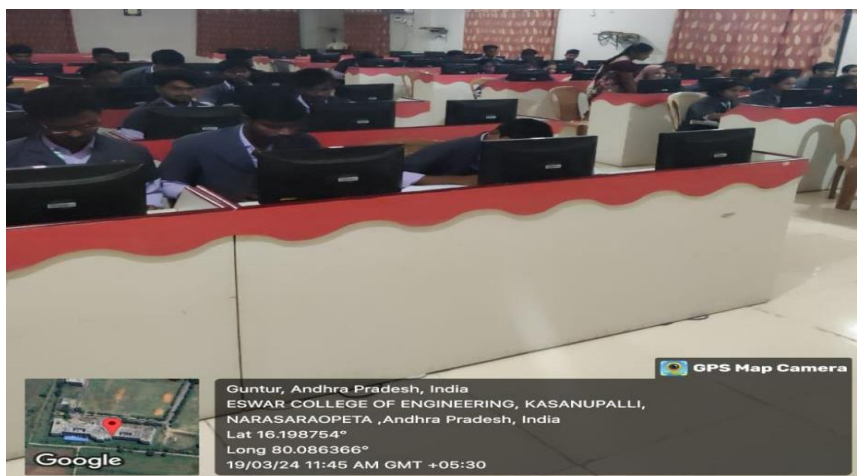 GPS Map Camera
Guntur, Andhra Pradesh, India
ESWAR COLLEGE OF ENGINEERING, KASANUPALLI,
NARASARAOPETA ,Andhra Pradesh, India
Lat 16.198754°
Long 80.086366°
19/03/24 11:45 AM GMT +05:30
Google